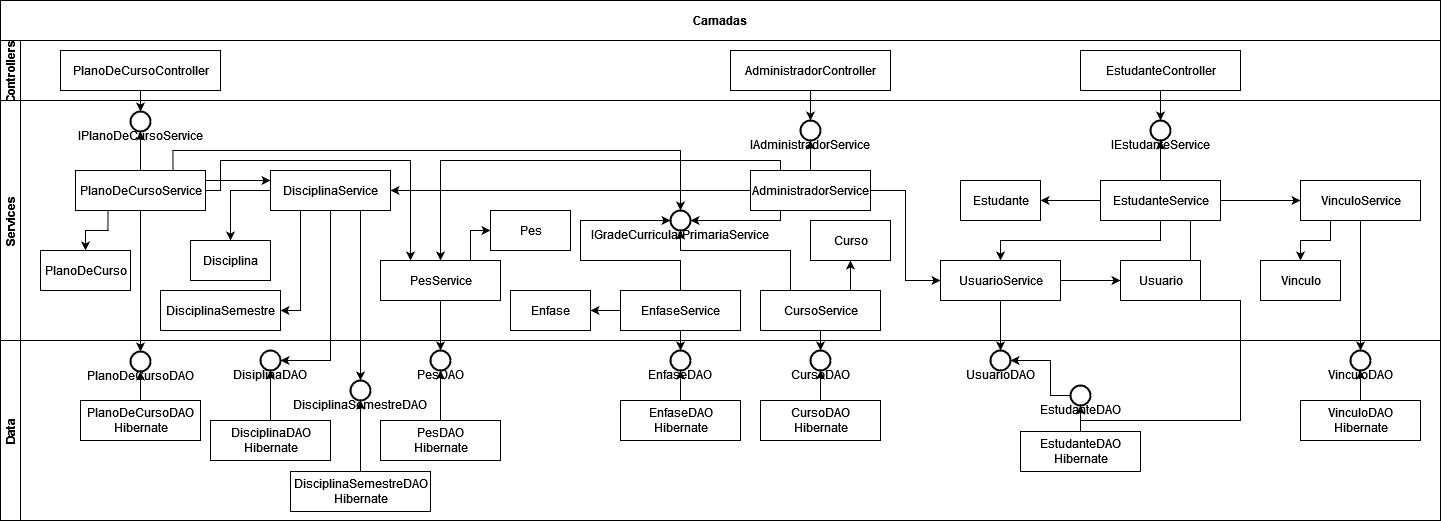 Camadas
Controllers
PlanoDeCursoController
AdministradorController
EstudanteController
Services
IPlanoDeCursoService
IAdministradorService
IEstudanteService
PlanoDeCursoService
DisciplinaService
AdministradorService
Estudante
EstudanteService
VinculoService
IGradeCurricularPrimariaService
Pes
Curso
PlanoDeCurso
Disciplina
PesService
UsuarioService
Usuario
Vinculo
DisciplinaSemestre
Enfase
EnfaseService
CursoService
Data
PlanoDeCursoDAO
DisiplinaDAO
PesDAO
EnfaseDAO
CursoDAO
UsuarioDAO
VinculoDAO
DisciplinaSemestreDAO
EstudanteDAO
PlanoDeCursoDAO
Hibernate
DisciplinaDAO
Hibernate
PesDAO
Hibernate
EnfaseDAO
Hibernate
CursoDAO
Hibernate
EstudanteDAO
Hibernate
VinculoDAO
Hibernate
DisciplinaSemestreDAO
Hibernate